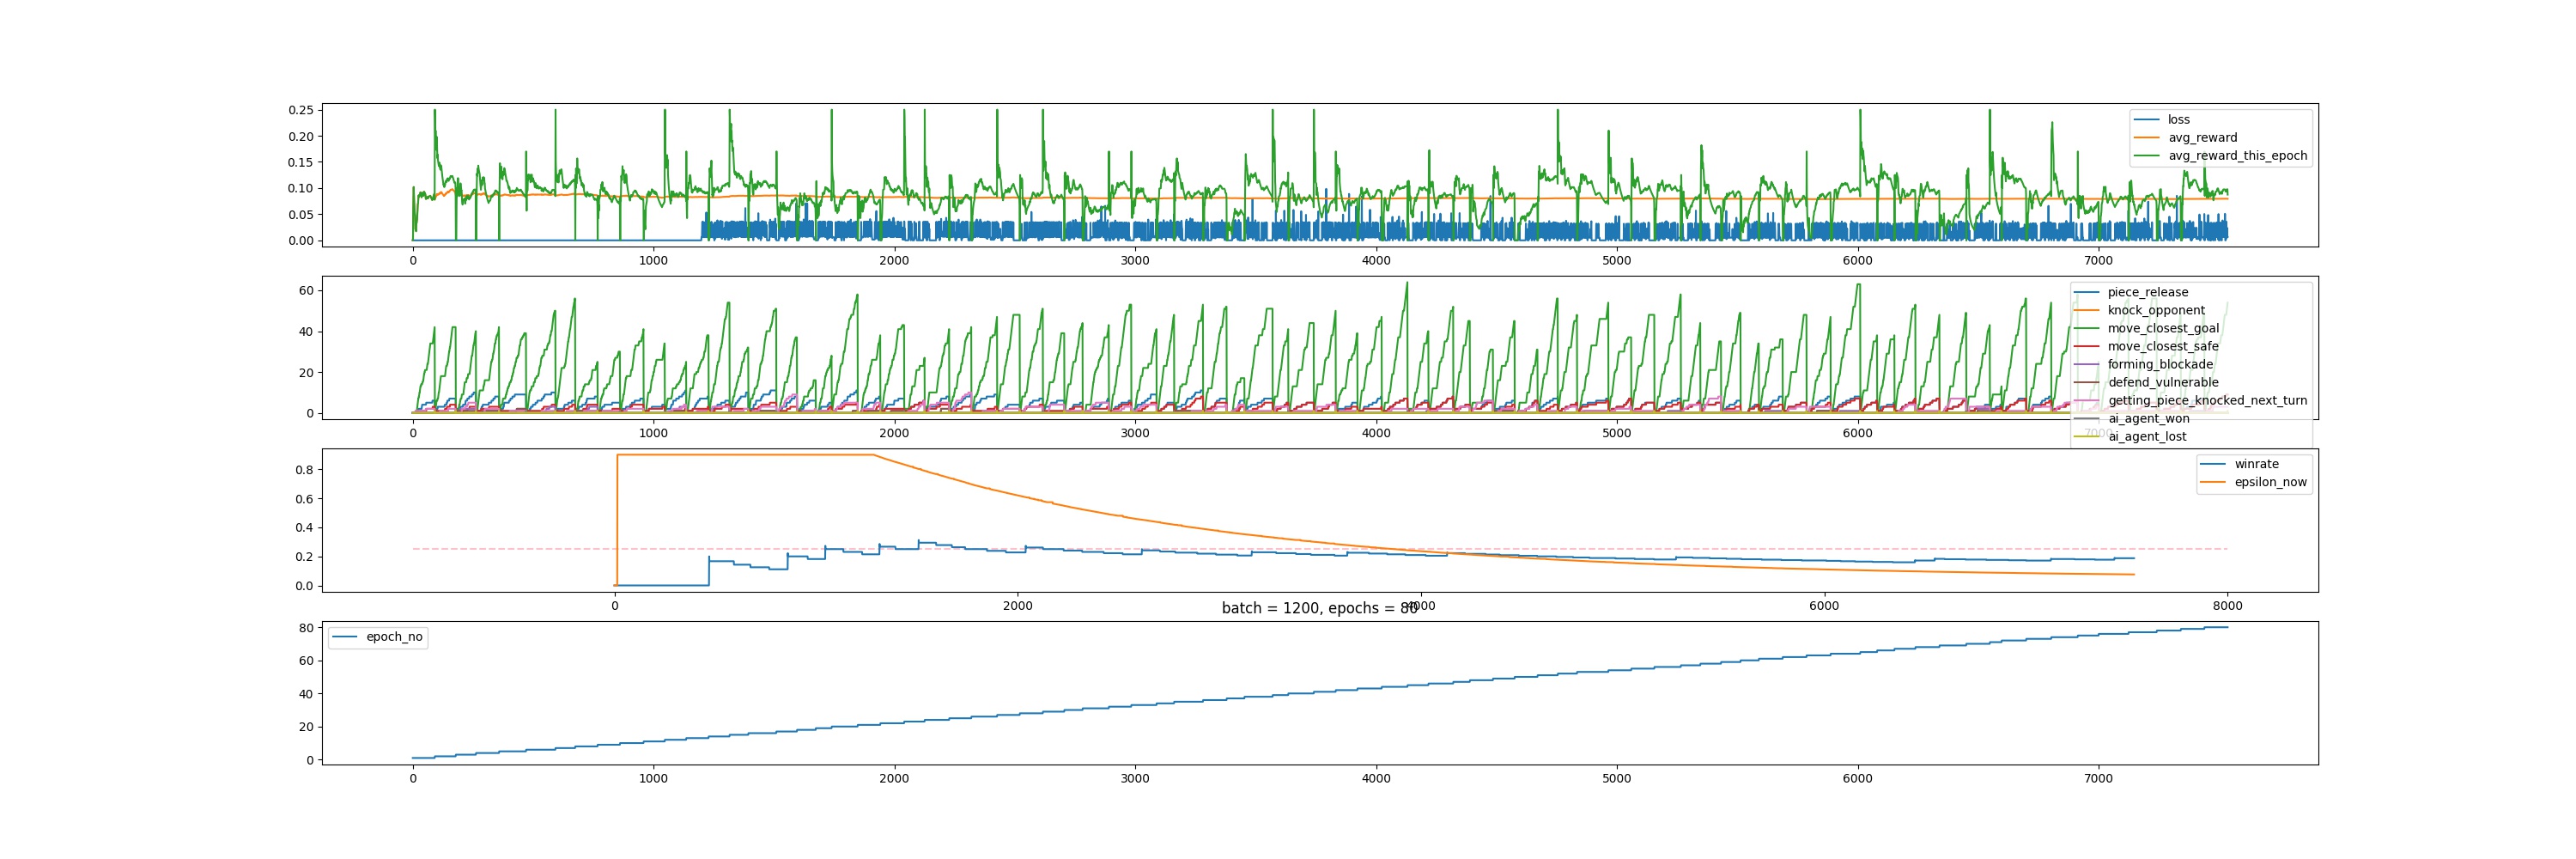 0.25
0.20
0.15
0.10
0.05
0.00
loss
avg_reward
avg_reward_this_epoch
0 1000 2000 3000 4000 5000 6000 7000
60
40
20
0
piece_release
knock_opponent
move_closest_goal
move_closest_safe
forming_blockade
defend_vulnerable
getting_piece_knocked_next_turn
ai_agent_won
ai_agent_lost
0 1000 2000 3000 4000 5000 6000 7000
0.8
0.6
0.4
0.2
0.0
winrate
epsilon_now
0 2000 4000 6000 8000
batch = 1200, epochs = 80
80
60
40
20
0
epoch_no
0 1000 2000 3000 4000 5000 6000 7000